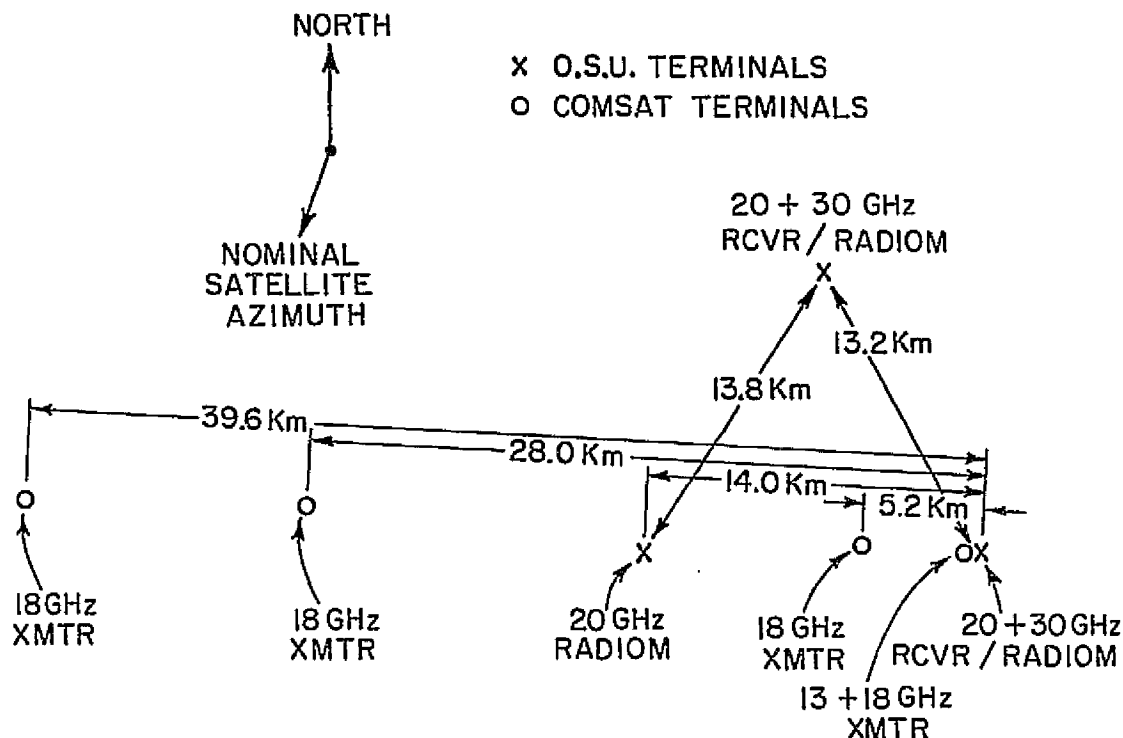 NORTH
X O.S.U. TERMINALS
O COMSAT TERMINALS
NOMINAL
SATELLITE
AZIMUTH
20 + 30 GHz
RCVR / RADIOM
X
13.2 Km
13.8 Km
39.6 Km
28.0 Km
14.0 Km
5.2 Km
O
O
X
O
OX
18 GHz
XMTR
18 GHz
XMTR
20 GHz
RADIOM
18 GHz
XMTR
20 + 30 GHz
RCVR / RADIOM
13 + 18 GHz
XMTR